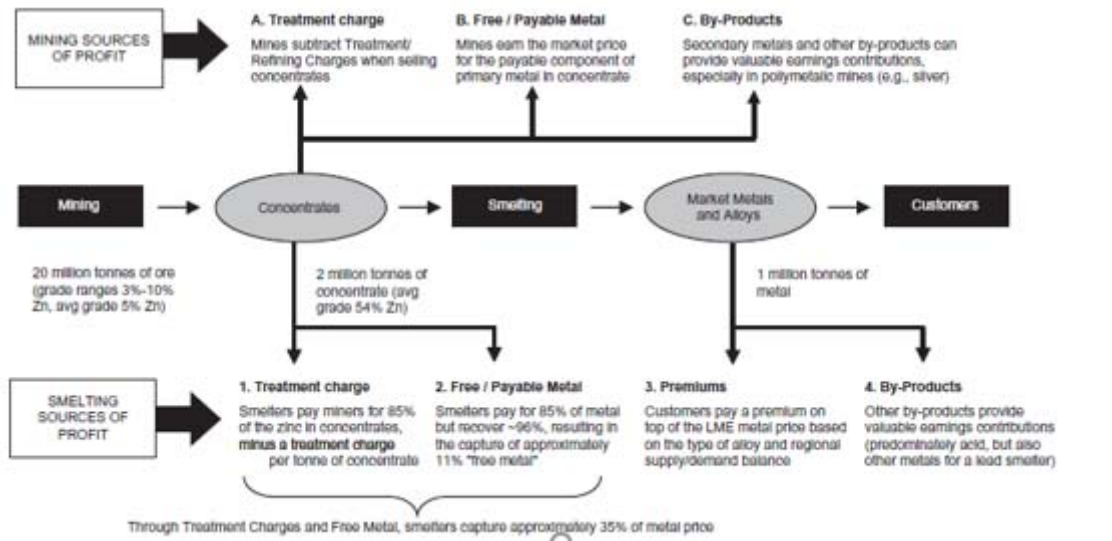 MINING SOURCES
OF PROFIT
A. Treatment charge
Mines subtract Treatment/
Refining Charges when selling
concentrates
B. Free / Payable Metal
Mines earn the market price
for the payable component of
primary metal in concentrate
C. By-Products
Secondary metals and other by-products can
provide valuable earnings contributions,
especially in polymetalic mines (e.g., silver)
Mining
Concentrates
Smelting
Market Metals
and Alloys
Customers
20 million tonnes of ore
(grade ranges 3%-10%
Zn, avg grade 5% Zn)
2 million tonnes of
concentrate (avg
grade 54% Zn)
1 million tonnes of
metal
SMELTING
SOURCES OF
PROFIT
1. Treatment charge
Smelters pay miners for 85%
of the zinc in concentrates,
minus a treatment charge
per tonne of concentrate
2. Free / Payable Metal
Smelters pay for 85% of metal
but recover ~96%, resulting in
the capture of approximately
11% "free metal"
3. Premiums
Customers pay a premium on
top of the LME metal price based
on the type of alloy and regional
supply/demand balance
4. By-Products
Other by-products provide
valuable earnings contributions
(predominately acid, but also
other metals for a lead smelter)
Through Treatment Charges and Free Metal, smelters capture approximately 35% of metal price